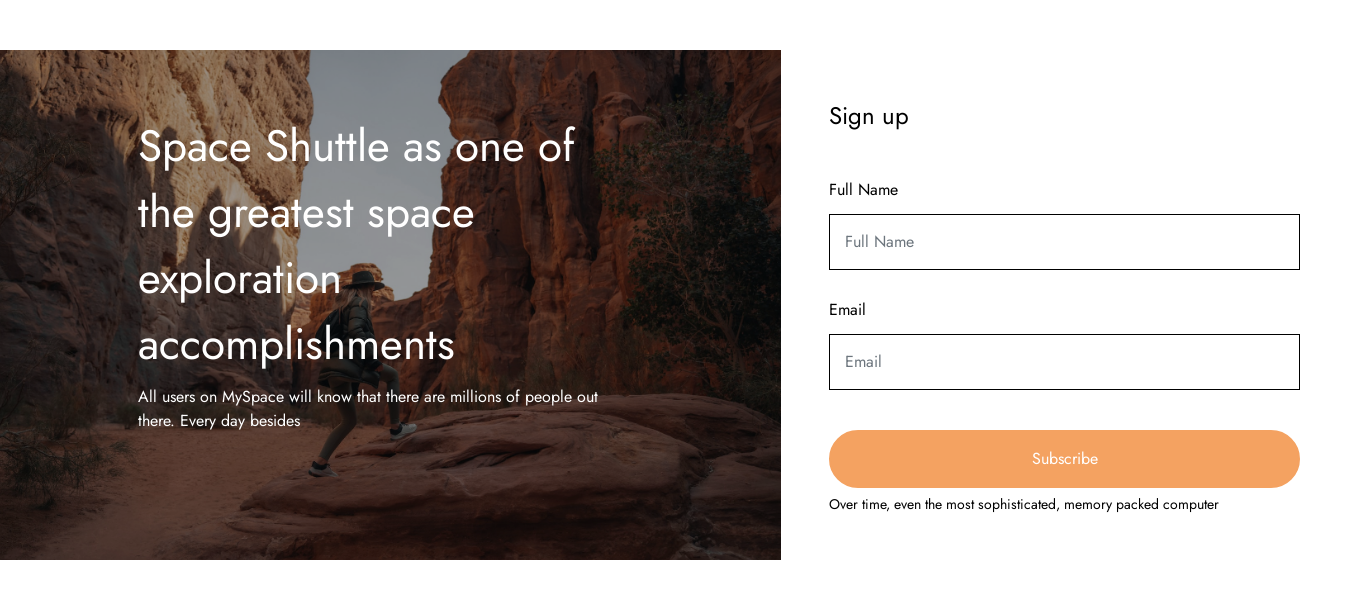 Space Shuttle as one of
the greatest space
exploration
accomplishments
All users on MySpace will know that there are millions of people out
there. Every day besides
Sign up
Full Name
Full Name
Email
Email
Subscribe
Over time, even the most sophisticated, memory packed computer